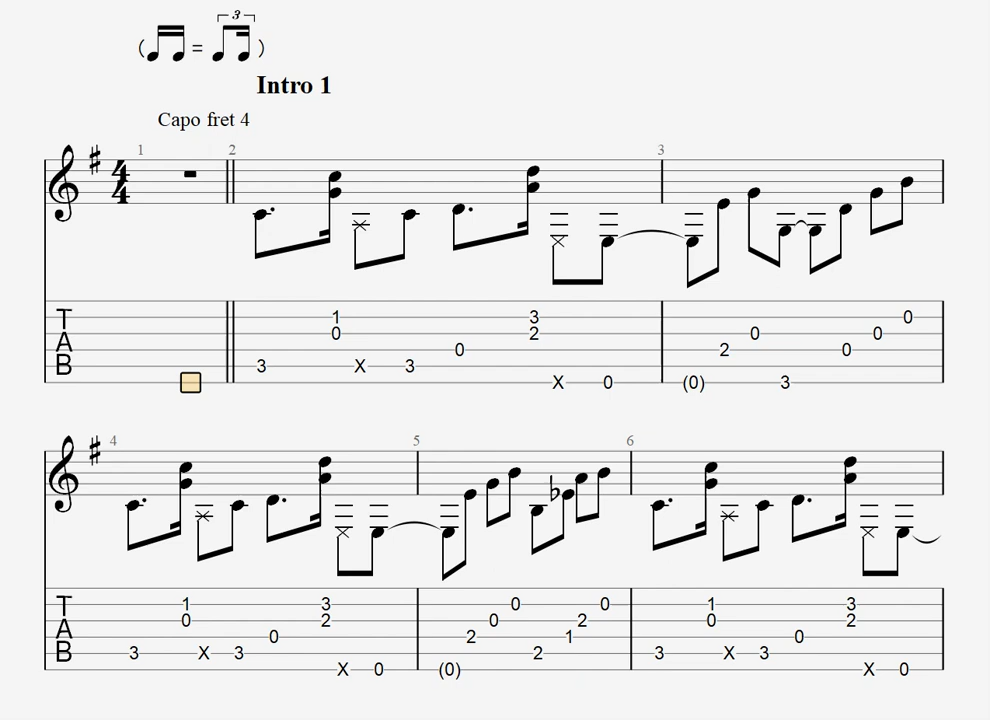 ( = 3 )
Intro 1
Capo fret 4
1 2 3
4
4
1 3 0
T 0 2 0 0
A 0 2 0
B 3 X 3
X 0 (0) 3
4 5 6
T 1 3 0 0 1 3
A 0 2 0 2 0 2
0 2 1 0
B 3 X 3 2 3 X 3
X 0 (0) X 0